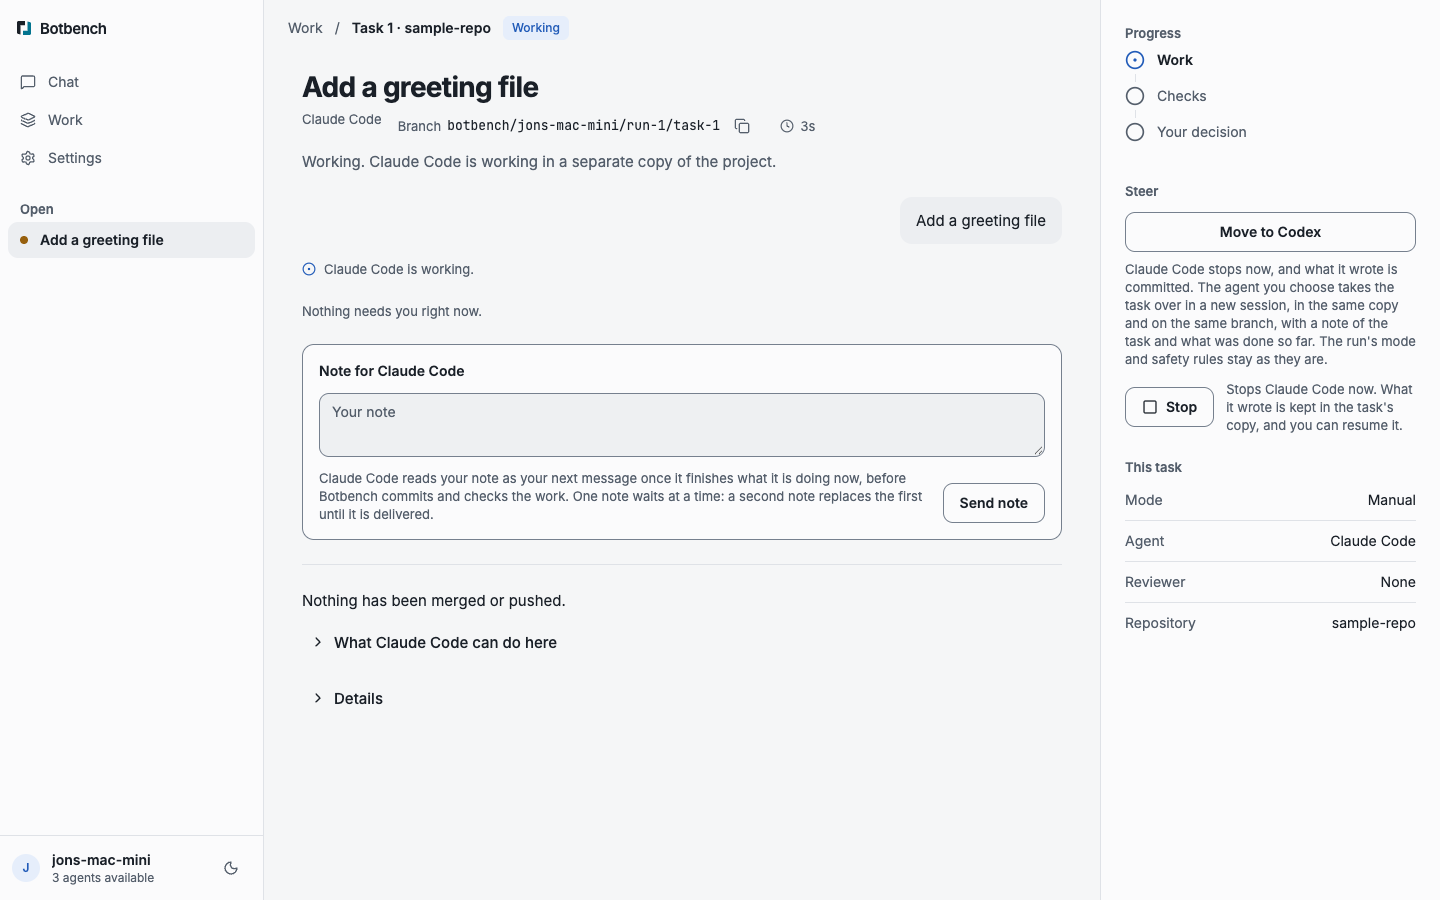 Botbench
Chat
Work
Settings
Open
Add a greeting file
jons-mac-mini
3 agents available
J
Work / Task 1 · sample-repo Working
Add a greeting file
Claude Code Branch botbench/jons-mac-mini/run-1/task-1 3s
Working. Claude Code is working in a separate copy of the project.
Add a greeting file
Claude Code is working.
Nothing needs you right now.
Note for Claude Code
Your note
Claude Code reads your note as your next message once it finishes what it is doing now, before
Botbench commits and checks the work. One note waits at a time: a second note replaces the first
until it is delivered.
Send note
Nothing has been merged or pushed.
What Claude Code can do here
Details
Progress
Work
Checks
Your decision
Steer
Move to Codex
Claude Code stops now, and what it wrote is
committed. The agent you choose takes the
task over in a new session, in the same copy
and on the same branch, with a note of the
task and what was done so far. The run's mode
and safety rules stay as they are.
Stop
Stops Claude Code now. What
it wrote is kept in the task's
copy, and you can resume it.
This task
Mode Manual
Agent Claude Code
Reviewer None
Repository sample-repo